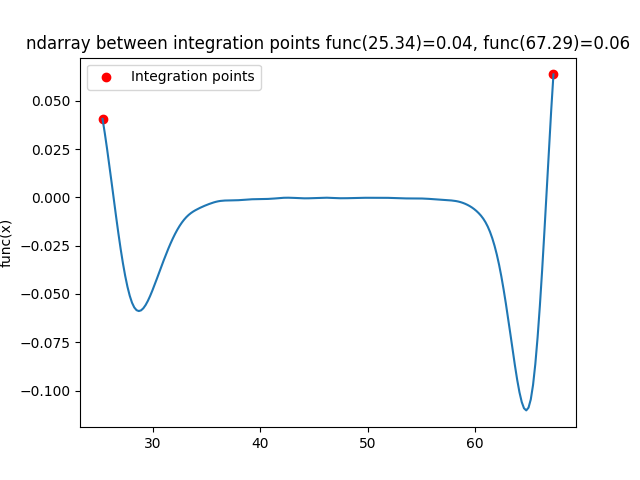 ndarray between integration points func(25.34)=0.04, func(67.29)=0.06
Integration points
0.050
0.025
0.000
−0.025
−0.050
−0.075
−0.100
func(x)
30 40 50 60